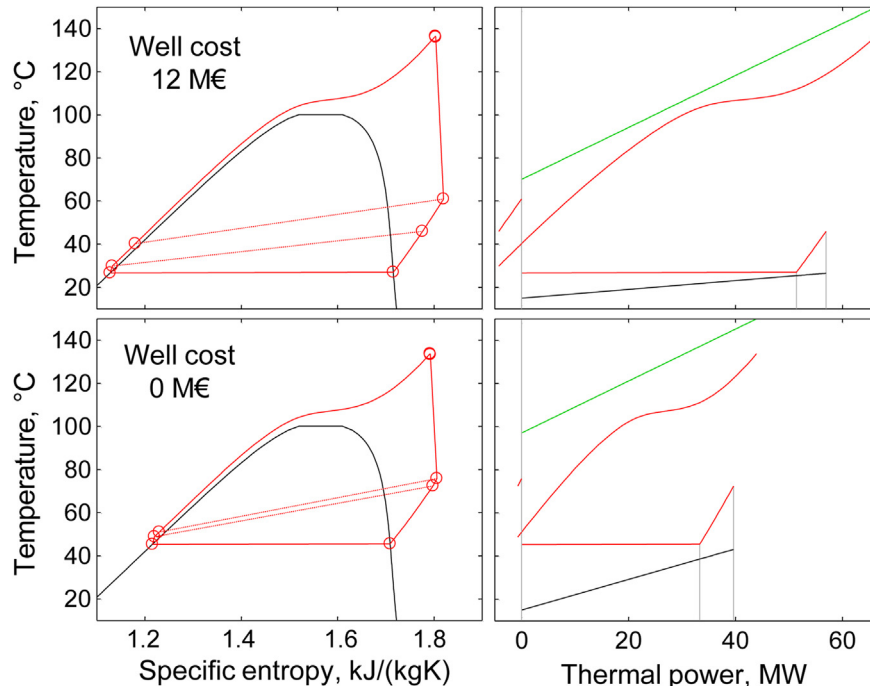 140
120
100
80
60
40
20
Temperature, °C
Well cost
12 M€
140
120
100
80
60
40
20
Temperature, °C
Well cost
0 M€
1.2 1.4 1.6 1.8
0 20 40 60
Specific entropy, kJ/(kgK)
Thermal power, MW